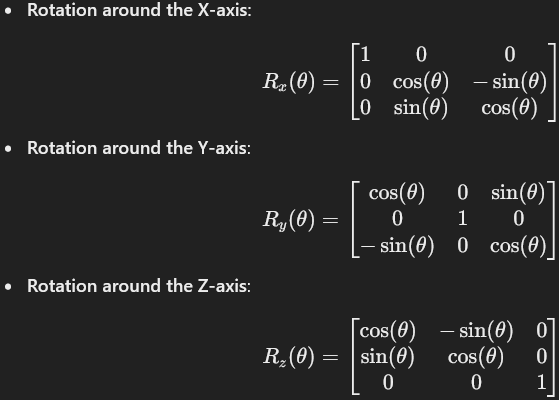 • Rotation around the X-axis:
R_x(θ) = [1 0 0
0 cos(θ) − sin(θ)
0 sin(θ) cos(θ)]
• Rotation around the Y-axis:
R_y(θ) = [cos(θ) 0 sin(θ)
0 1 0
− sin(θ) 0 cos(θ)]
• Rotation around the Z-axis:
R_z(θ) = [cos(θ) − sin(θ) 0
sin(θ) cos(θ) 0
0 0 1]